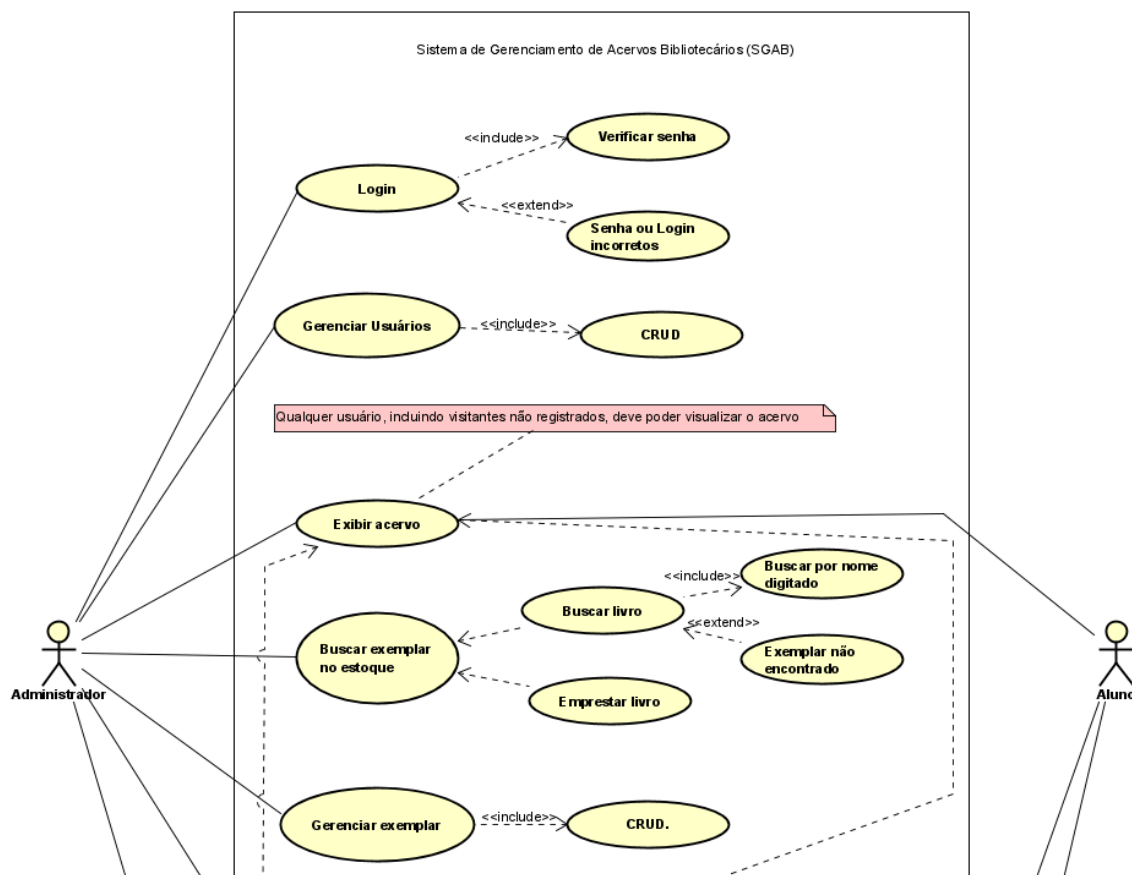 Sistema de Gerenciamento de Acervos Bibliotecários (SGAB)
<<include>>
Verificar senha
Login
<<extend>>
Senha ou Login
incorretos
Gerenciar Usuários
<<include>>
CRUD
Qualquer usuário, incluindo visitantes não registrados, deve poder visualizar o acervo
Exibir acervo
<<include>>
Buscar por nome
digitado
Buscar livro
<<extend>>
Buscar exemplar
no estoque
Exemplar não
encontrado
Emprestar livro
Administrador
Aluno
Gerenciar exemplar
<<include>>
CRUD.